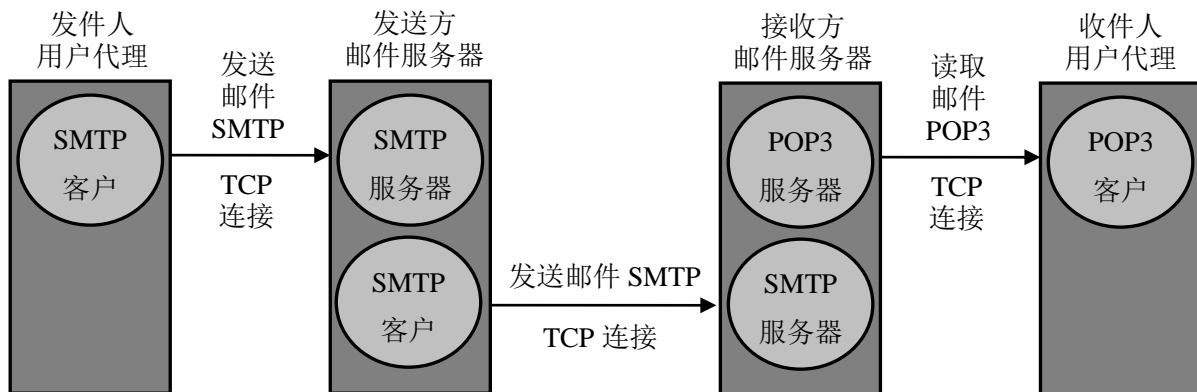 发件人
用户代理
发送方
邮件服务器
接收方
邮件服务器
收件人
用户代理
发送
邮件
SMTP
读取
邮件
POP3
SMTP
客户
SMTP
服务器
POP3
服务器
POP3
客户
TCP
连接
TCP
连接
SMTP
客户
发送邮件 SMTP
TCP 连接
SMTP
服务器